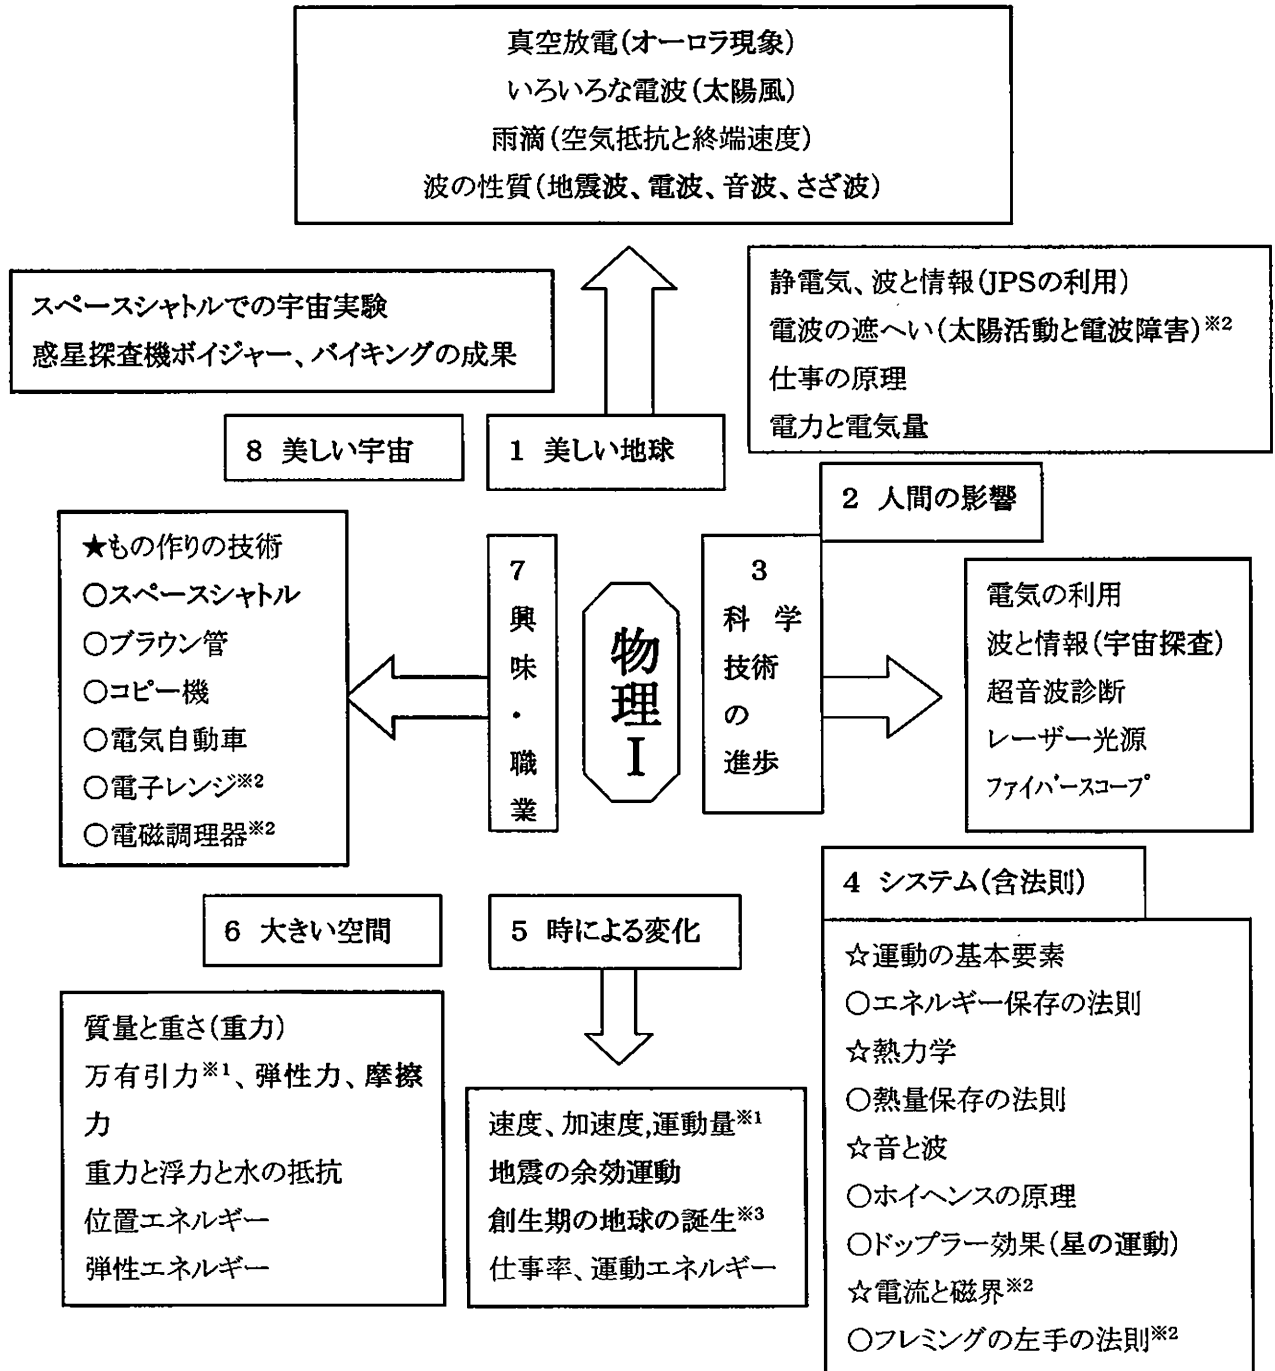 真空放電(オーロラ現象)
いろいろな電波(太陽風)
雨滴(空気抵抗と終端速度)
波の性質(地震波、電波、音波、さざ波)
スペースシャトルでの宇宙実験
惑星探査機ボイジャー、バイキングの成果
8 美しい宇宙
1 美しい地球
静電気、波と情報(JPSの利用)
電波の遮へい(太陽活動と電波障害)※2
仕事の原理
電力と電気量
2 人間の影響
★もの作りの技術
○スペースシャトル
○ブラウン管
○コピー機
○電気自動車
○電子レンジ※2
○電磁調理器※2
7
興
味
・
職
業
物理Ⅰ
3
科 学
技術
の
進歩
電気の利用
波と情報(宇宙探査)
超音波診断
レーザー光源
ファイバースコープ
4 システム(含法則)
☆運動の基本要素
○エネルギー保存の法則
☆熱力学
○熱量保存の法則
☆音と波
○ホイヘンスの原理
○ドップラー効果(星の運動)
☆電流と磁界※2
○フレミングの左手の法則※2
5 時による変化
速度、加速度,運動量※1
地震の余効運動
創生期の地球の誕生※3
仕事率、運動エネルギー
6 大きい空間
質量と重さ(重力)
万有引力※1、弾性力、摩擦
力
重力と浮力と水の抵抗
位置エネルギー
弾性エネルギー